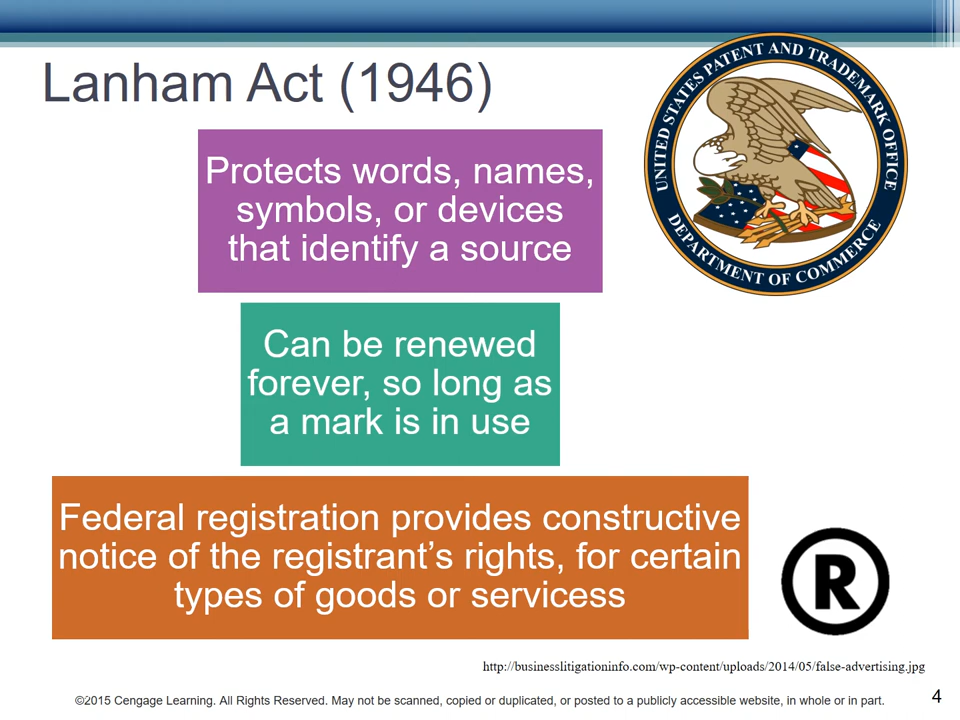 Lanham Act (1946)
UNITED STATES PATENT AND TRADEMARK OFFICE
DEPARTMENT OF COMMERCE
Protects words, names,
symbols, or devices
that identify a source
Can be renewed
forever, so long as
a mark is in use
Federal registration provides constructive
notice of the registrant’s rights, for certain
types of goods or servicess
®
http://businesslitigationinfo.com/wp-content/uploads/2014/05/false-advertising.jpg
©2015 Cengage Learning. All Rights Reserved. May not be scanned, copied or duplicated, or posted to a publicly accessible website, in whole or in part.
4